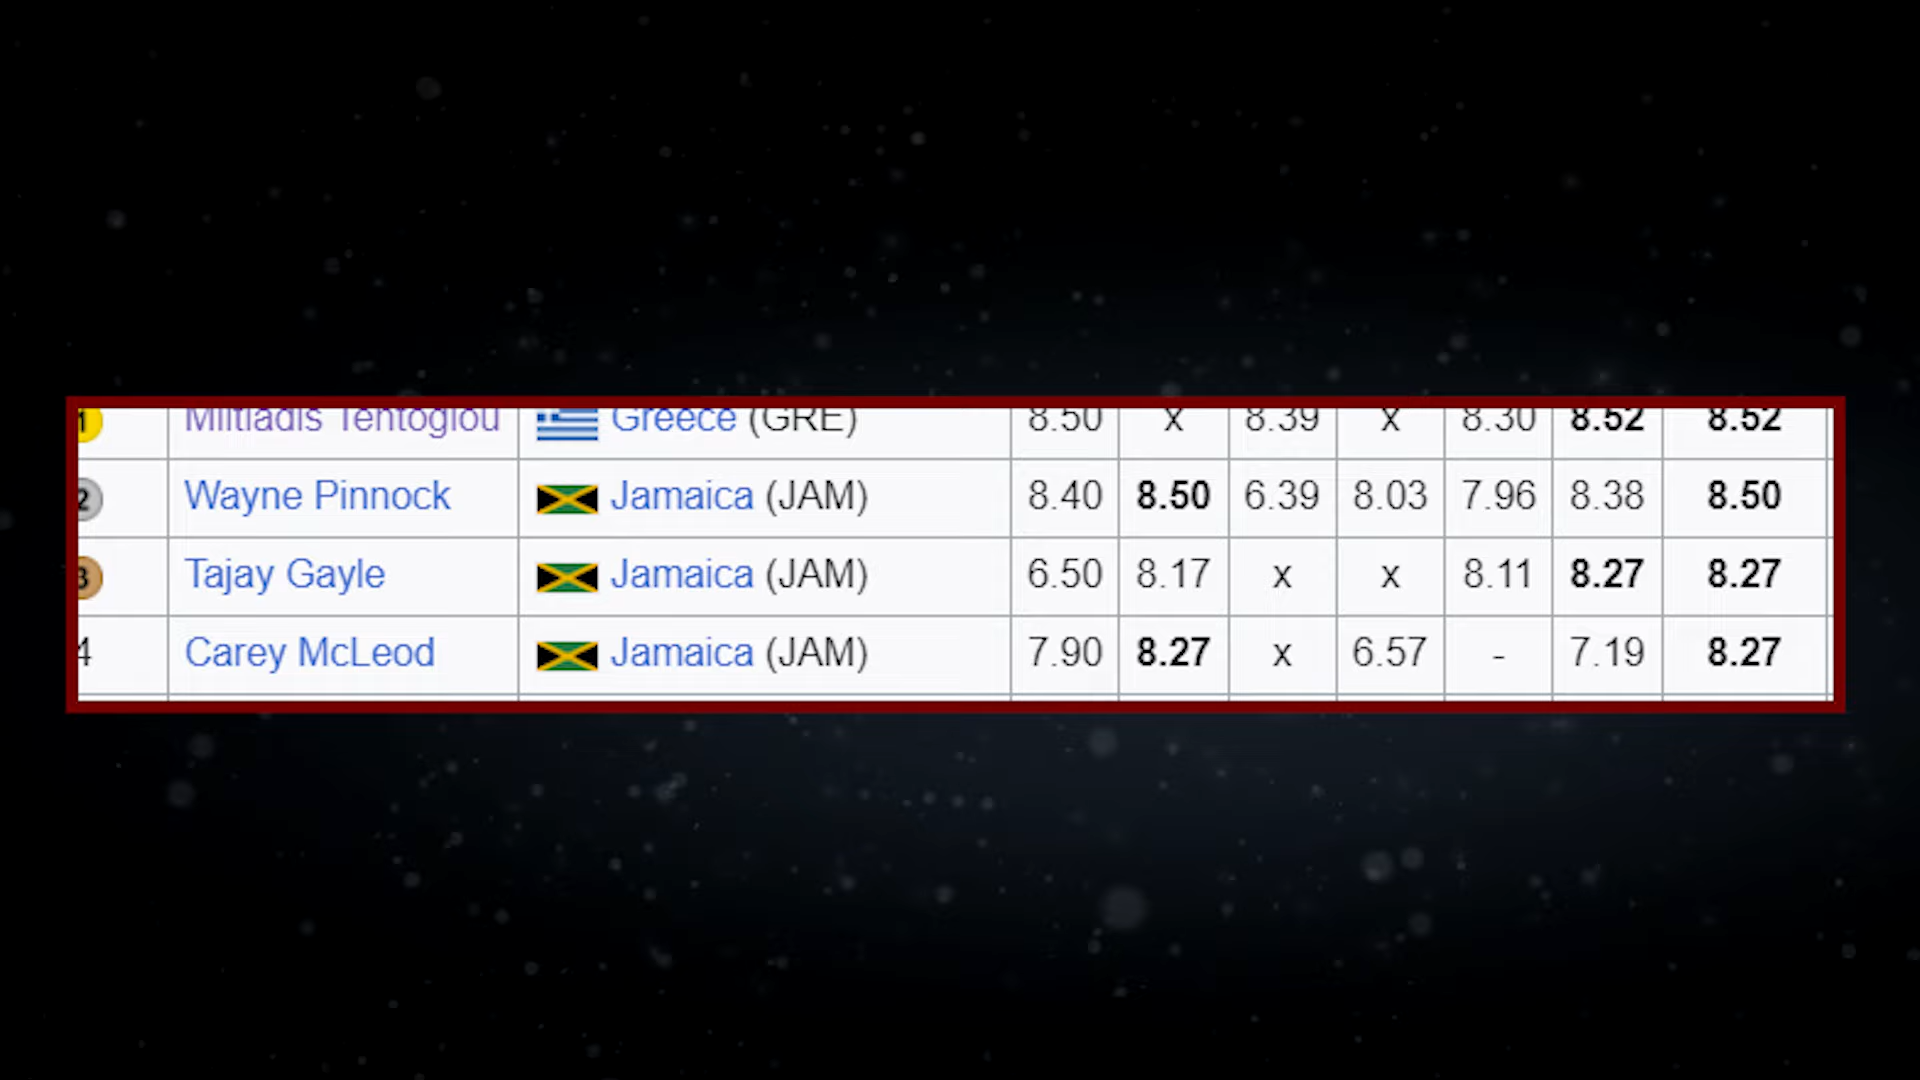 1 Miltiadis Tentoglou Greece (GRE) 8.50 x 8.39 x 8.30 8.52 8.52
2 Wayne Pinnock Jamaica (JAM) 8.40 8.50 6.39 8.03 7.96 8.38 8.50
3 Tajay Gayle Jamaica (JAM) 6.50 8.17 x x 8.11 8.27 8.27
4 Carey McLeod Jamaica (JAM) 7.90 8.27 x 6.57 - 7.19 8.27